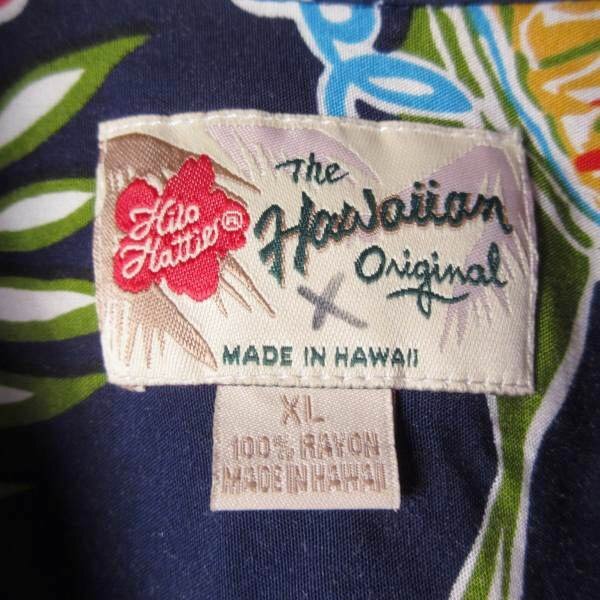 Hilo
Hattie®
The
Hawaiian
Original
X
MADE IN HAWAII
XL
100% RAYON
MADE IN HAWAII